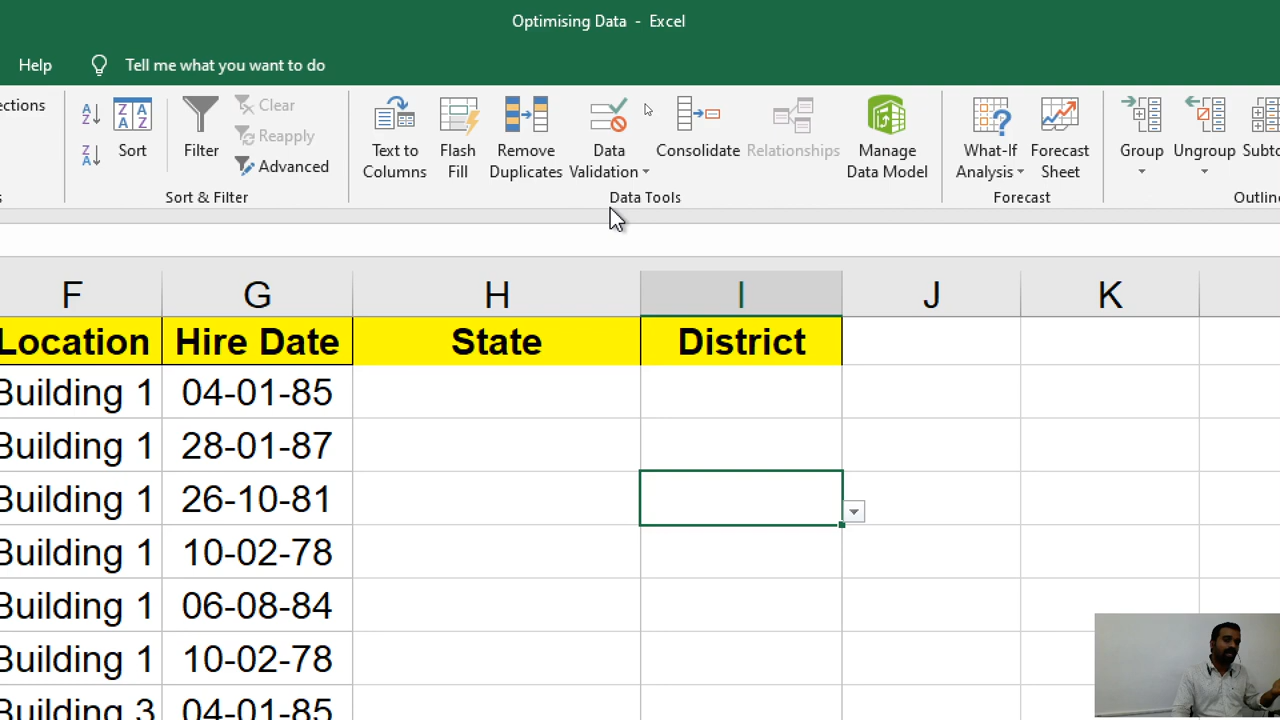 Optimising Data - Excel
Help
Tell me what you want to do
ections
Sort
Filter
Clear
Reapply
Advanced
Sort & Filter
Text to Columns
Flash Fill
Remove Duplicates
Data Validation
Consolidate
Relationships
Manage Data Model
Data Tools
What-If Analysis
Forecast Sheet
Forecast
Group
Ungroup
Subto
Outline
F G H I J K
Location Hire Date State District
Building 1 04-01-85
Building 1 28-01-87
Building 1 26-10-81
Building 1 10-02-78
Building 1 06-08-84
Building 1 10-02-78
Building 3 04-01-85